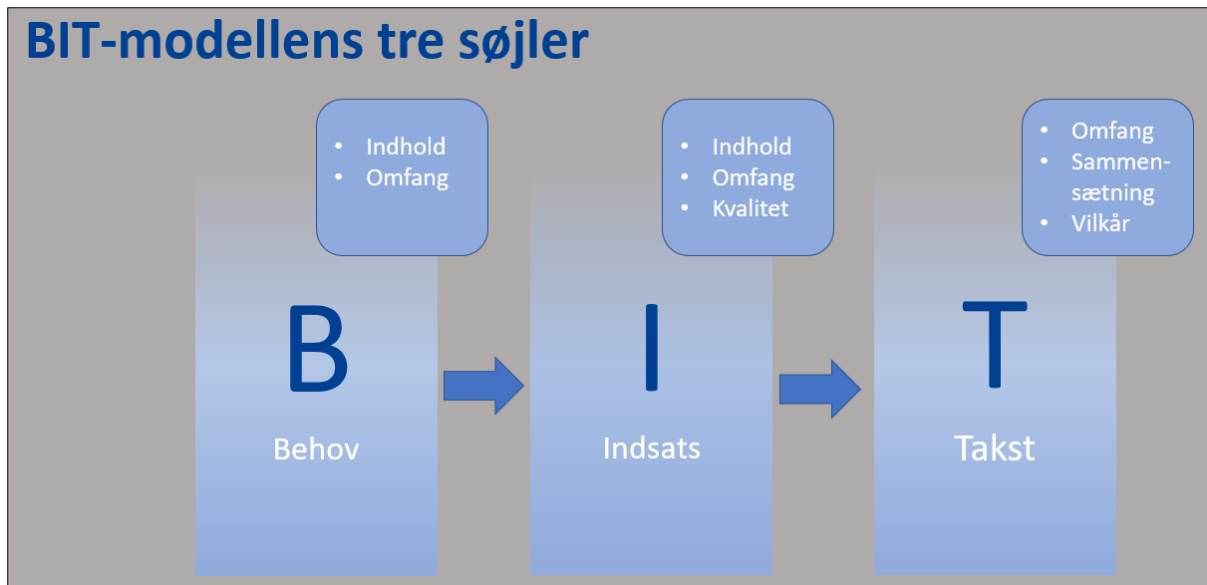 BIT-modellens tre søjler
• Indhold
• Omfang
B
Behov
• Indhold
• Omfang
• Kvalitet
I
Indsats
• Omfang
• Sammen-
sætning
• Vilkår
T
Takst